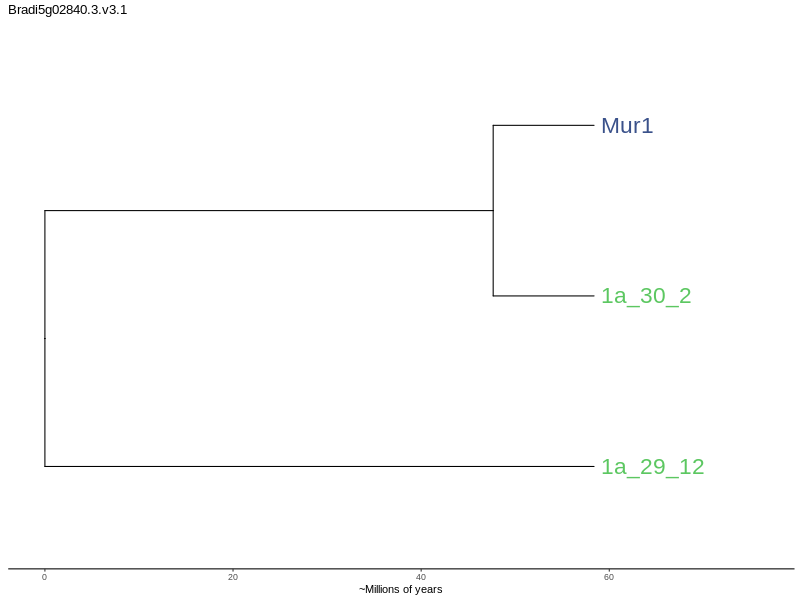 Bradi5g02840.3.v3.1
Mur1
1a_30_2
1a_29_12
0 20 40 60
~Millions of years